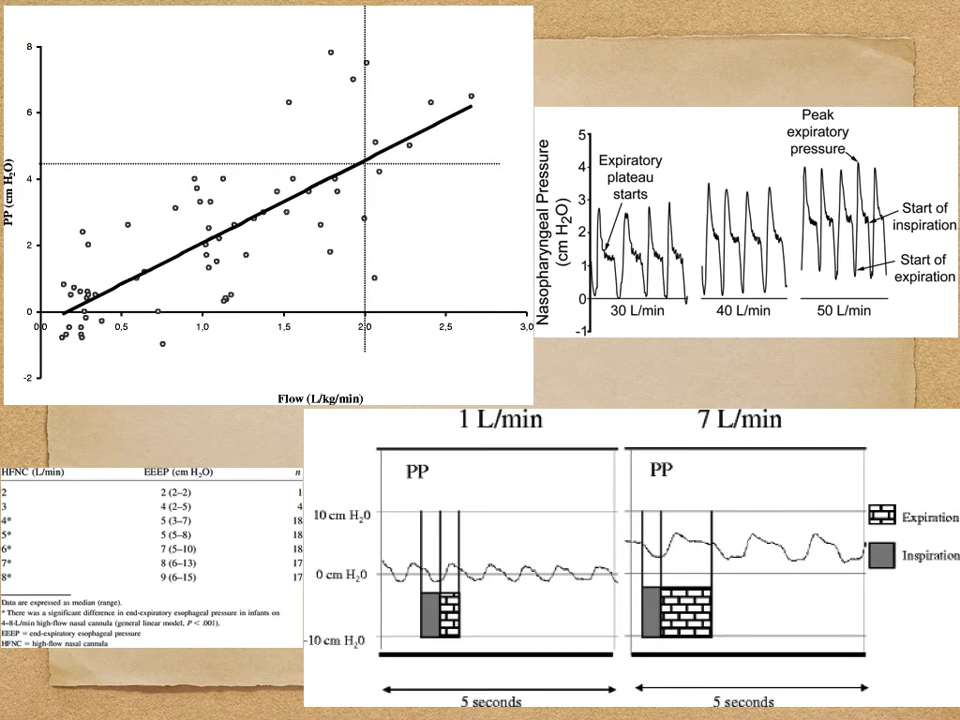 8
6
4
2
0
-2
PP (cm H2O)
0,0
0,5
1,0
1,5
2,0
2,5
3,0
Flow (L/kg/min)
Nasopharyngeal Pressure
(cm H2O)
5
4
3
2
1
0
-1
Expiratory
plateau
starts
Peak
expiratory
pressure
Start of
inspiration
Start of
expiration
30 L/min
40 L/min
50 L/min
HFNC (L/min) EEEP (cm H2O) n
2 2 (2–2) 1
3 4 (2–5) 4
4* 5 (3–7) 18
5* 5 (5–8) 18
6* 7 (5–10) 18
7* 8 (6–13) 17
8* 9 (6–15) 17
Data are expressed as median (range).
* There was a significant difference in end-expiratory esophageal pressure in infants on
4–8-L/min high-flow nasal cannula (general linear model, P < .001).
EEEP = end-expiratory esophageal pressure
HFNC = high-flow nasal cannula
1 L/min
7 L/min
PP
PP
10 cm H20
0 cm H20
-10 cm H20
Expiration
Inspiration
5 seconds
5 seconds